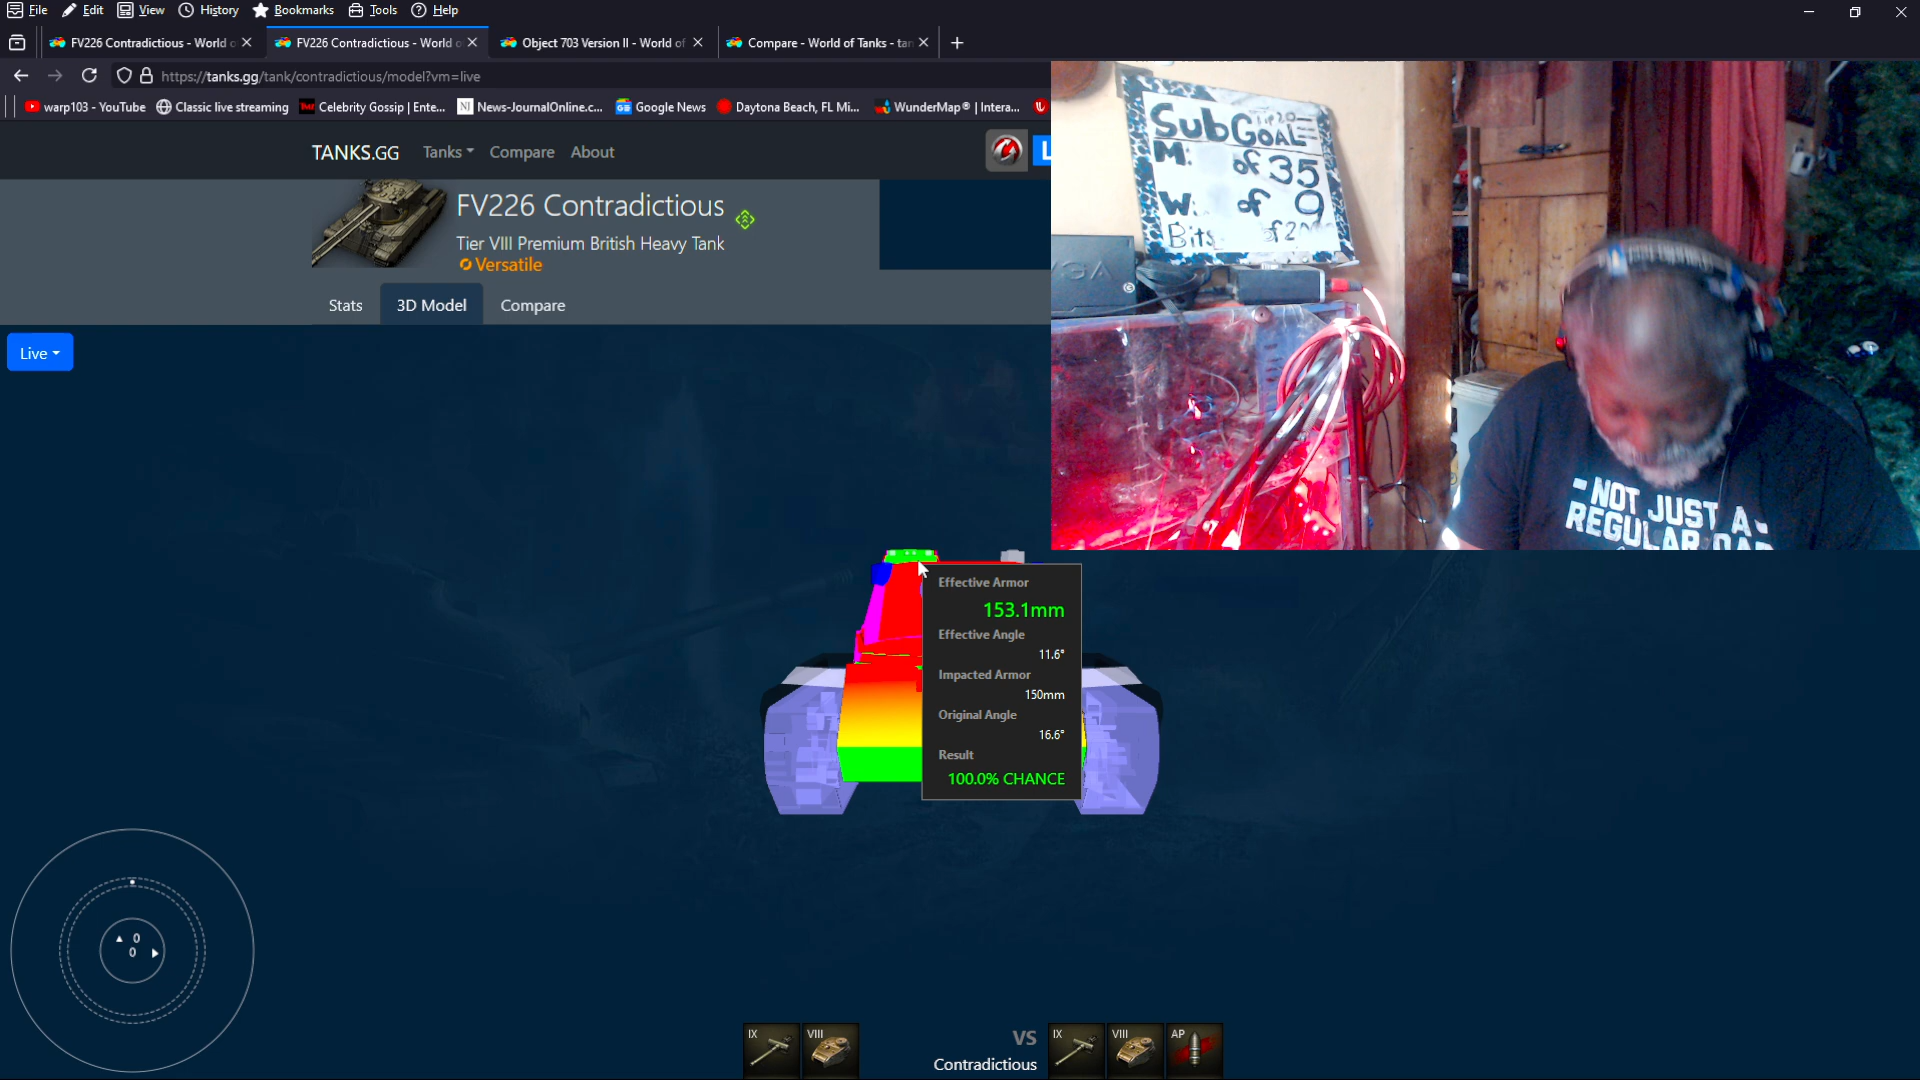 File Edit View History Bookmarks Tools Help
FV226 Contradictious - World o
FV226 Contradictious - World o
Object 703 Version II - World of
Compare - World of Tanks - tan
https://tanks.gg/tank/contradictious/model?vm=live
warp103 - YouTube
Classic live streaming
Celebrity Gossip | Ente...
News-JournalOnline.c...
Google News
Daytona Beach, FL Mi...
WunderMap® | Intera...
TANKS.GG
Tanks
Compare
About
FV226 Contradictious
Tier VIII Premium British Heavy Tank
Versatile
Stats
3D Model
Compare
Live
SubGOAL
M: of 35
W: of 9
Bits of 2
- NOT JUST A -
REGULAR
Effective Armor
153.1mm
Effective Angle
11.6°
Impacted Armor
150mm
Original Angle
16.6°
Result
100.0% CHANCE
0
0
IX
VIII
VS
Contradictious
IX
VIII
AP